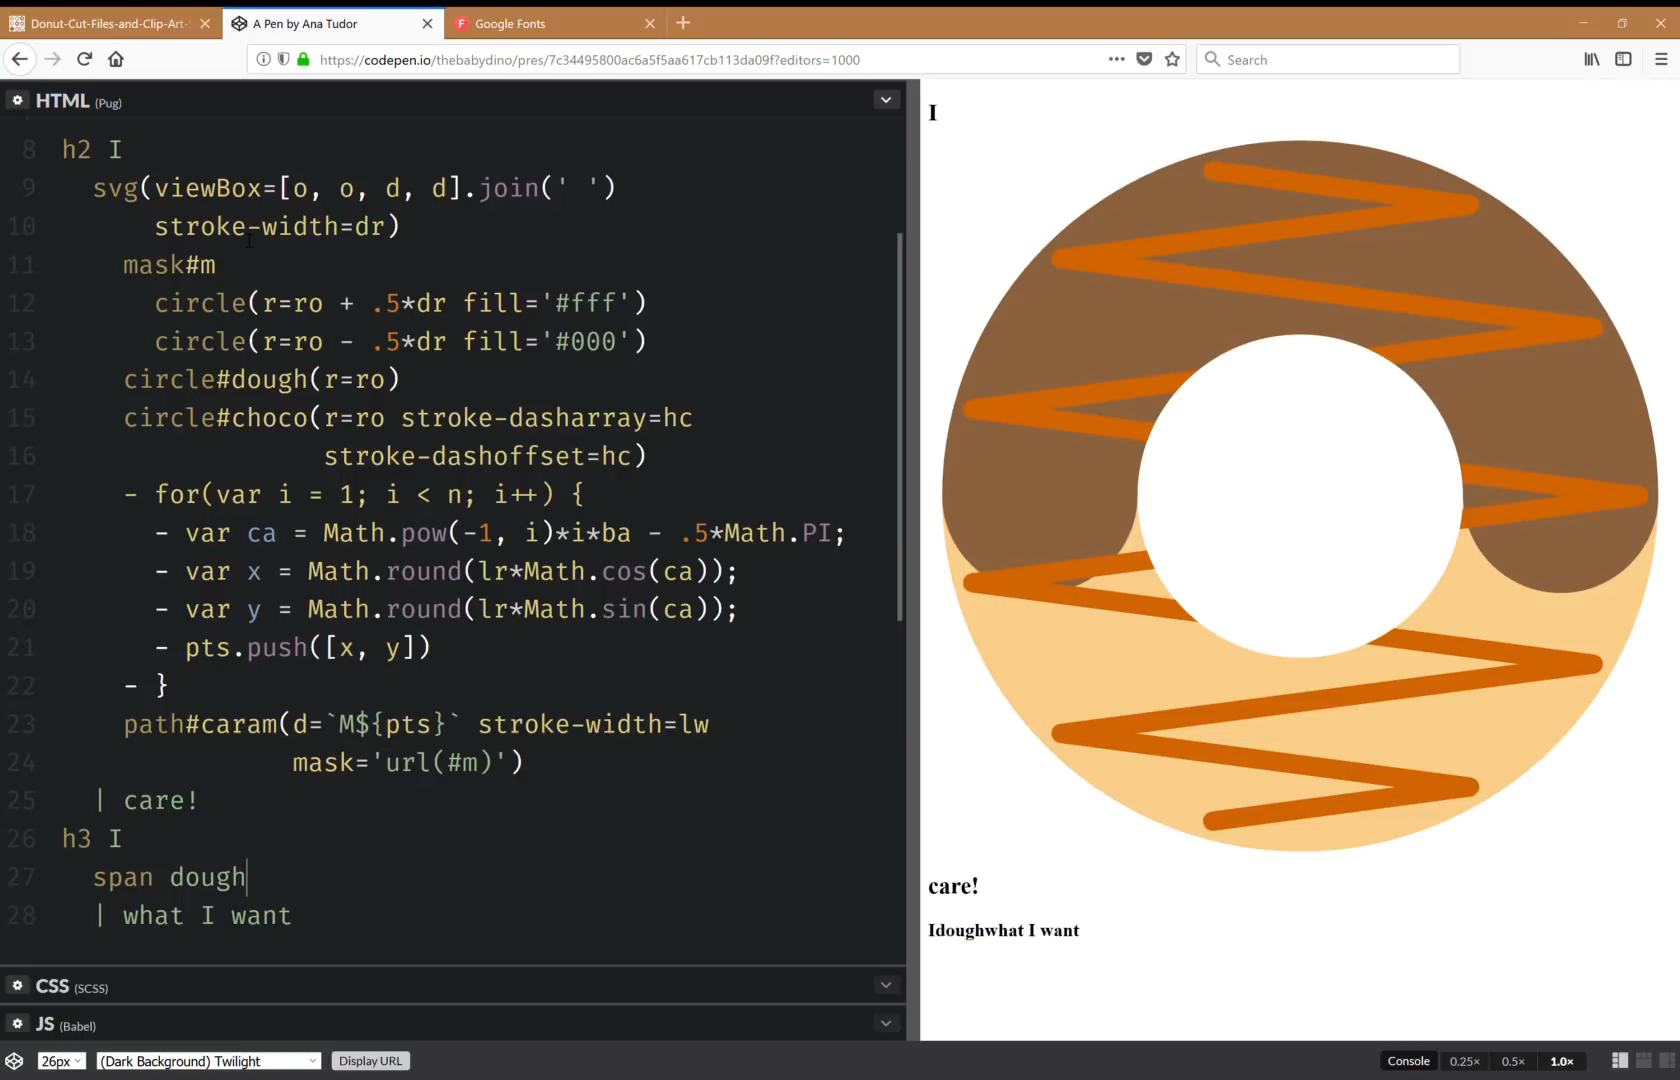 Donut-Cut-Files-and-Clip-Art-
A Pen by Ana Tudor
Google Fonts
https://codepen.io/thebabydino/pres/7c34495800ac6a5f5aa617cb113da09f?editors=1000
Search
HTML (Pug)
8 h2 I
9 svg(viewBox=[o, o, d, d].join(' ')
10 stroke-width=dr)
11 mask#m
12 circle(r=ro + .5*dr fill='#fff')
13 circle(r=ro - .5*dr fill='#000')
14 circle#dough(r=ro)
15 circle#choco(r=ro stroke-dasharray=hc
16 stroke-dashoffset=hc)
17 - for(var i = 1; i < n; i++) {
18 - var ca = Math.pow(-1, i)*i*ba - .5*Math.PI;
19 - var x = Math.round(lr*Math.cos(ca));
20 - var y = Math.round(lr*Math.sin(ca));
21 - pts.push([x, y])
22 - }
23 path#caram(d=`M${pts}` stroke-width=lw
24 mask='url(#m)')
25 | care!
26 h3 I
27 span dough
28 | what I want
CSS (SCSS)
JS (Babel)
I
care!
Idoughwhat I want
26px
(Dark Background) Twilight
Display URL
Console
0.25×
0.5×
1.0×